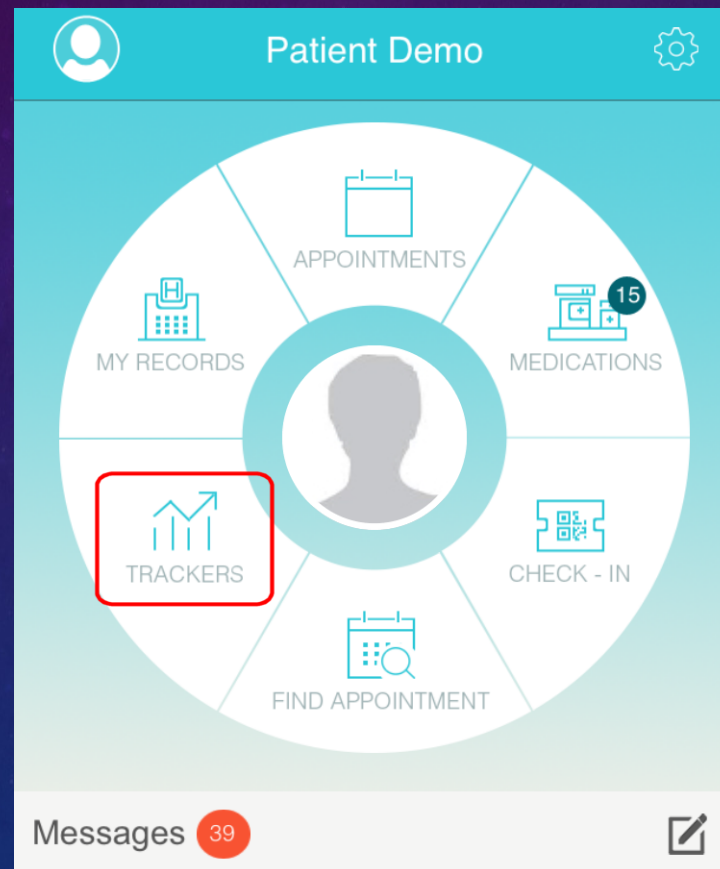 Patient Demo
APPOINTMENTS
MY RECORDS
15
MEDICATIONS
TRACKERS
CHECK - IN
FIND APPOINTMENT
Messages 39